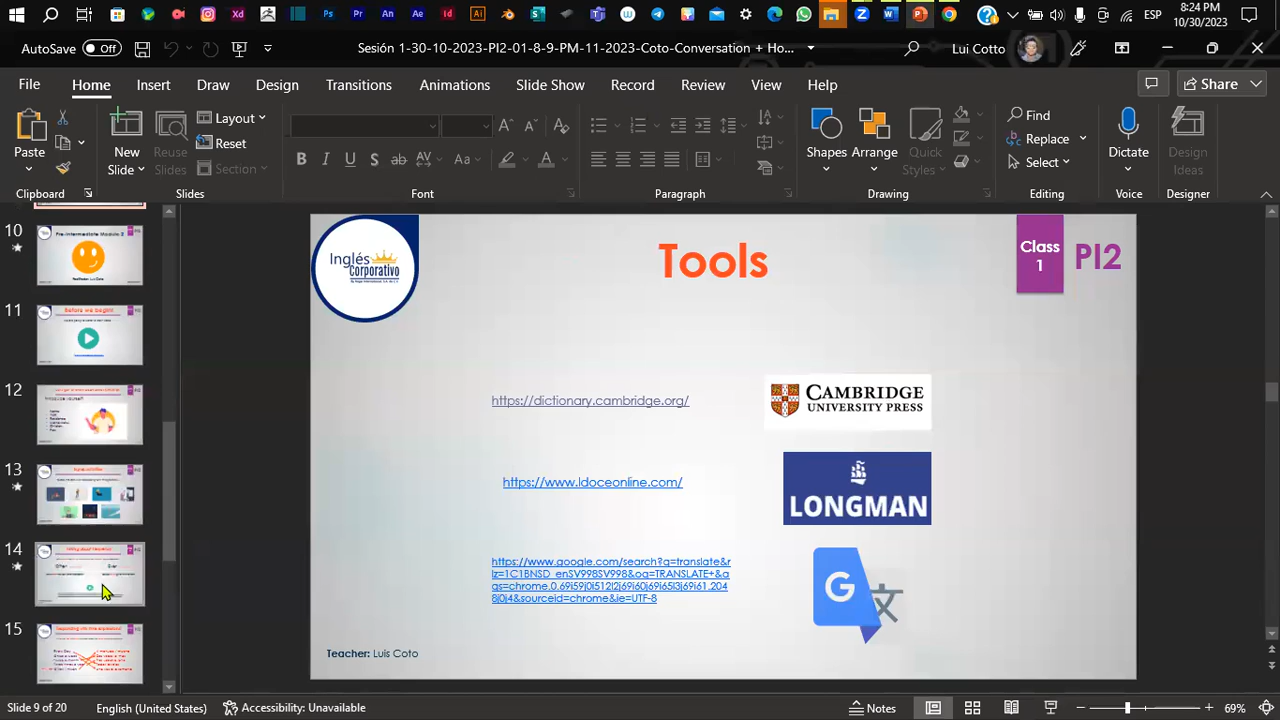 8:24 PM
ESP
10/30/2023
AutoSave
Off
Sesión 1-30-10-2023-PI2-01-8-9-PM-11-2023-Coto-Conversation + Ho...
Lui Cotto
File
Home
Insert
Draw
Design
Transitions
Animations
Slide Show
Record
Review
View
Help
Share
Paste
New
Slide
Reuse
Slides
Layout
Reset
Section
Shapes
Arrange
Quick
Styles
Find
Replace
Select
Dictate
Design
Ideas
Clipboard
Slides
Font
Paragraph
Drawing
Editing
Voice
Designer
10
Pre-Intermediate Module 2
11
Before we begin!
12
13
14
15
Inglés
Corporativo
Tools
Class
1
PI2
https://dictionary.cambridge.org/
CAMBRIDGE
UNIVERSITY PRESS
https://www.ldoceonline.com/
LONGMAN
https://www.google.com/search?q=translate&r
lz=1C1BNSD_enSV998SV998&oq=TRANSLATE+&a
qs=chrome.0.69i59j0i512l2j69i60j69i65l3j69i61.204
8j0j4&sourceid=chrome&ie=UTF-8
Teacher: Luis Coto
Slide 9 of 20
English (United States)
Accessibility: Unavailable
Notes
69%